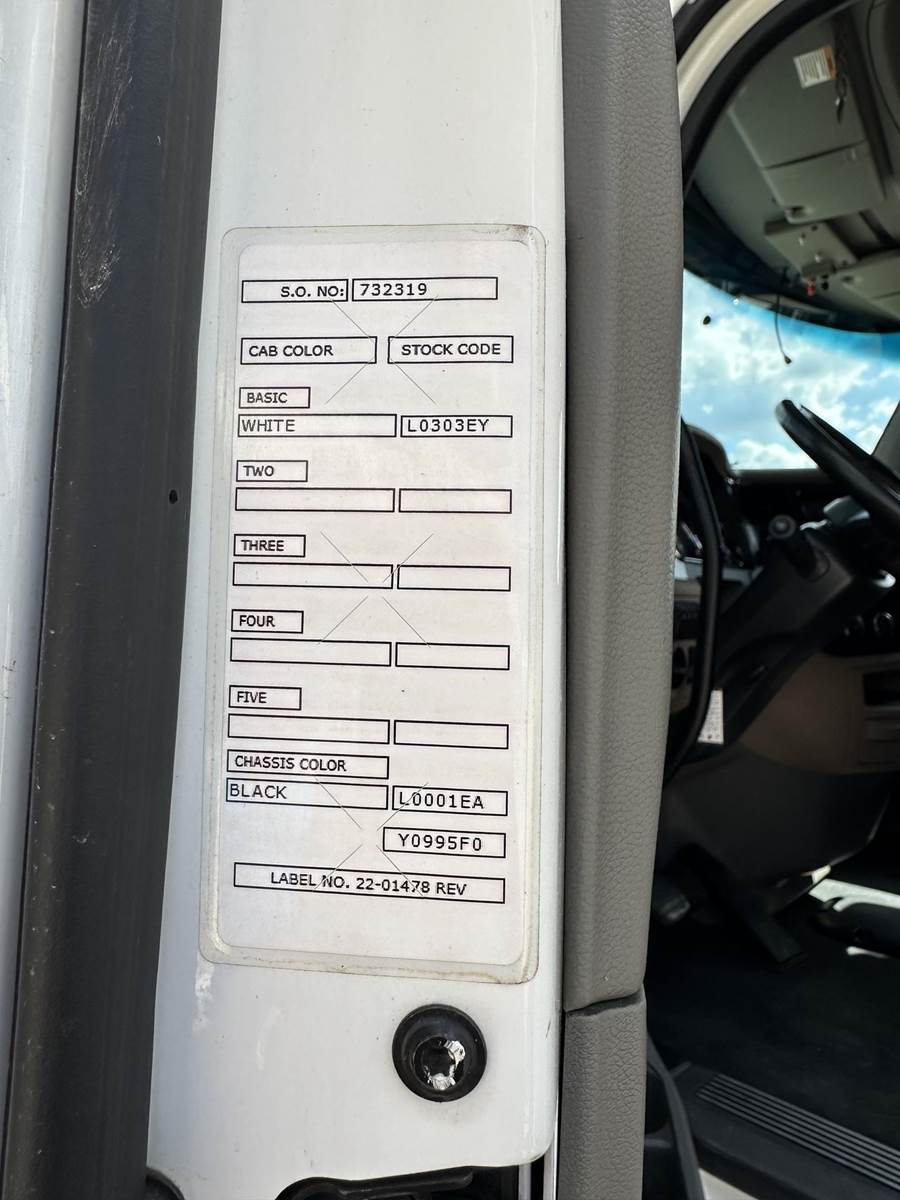 S.O. NO: 732319
CAB COLOR STOCK CODE
BASIC
WHITE L0303EY
TWO
THREE
FOUR
FIVE
CHASSIS COLOR
BLACK L0001EA
Y0995F0
LABEL NO. 22-01478 REV